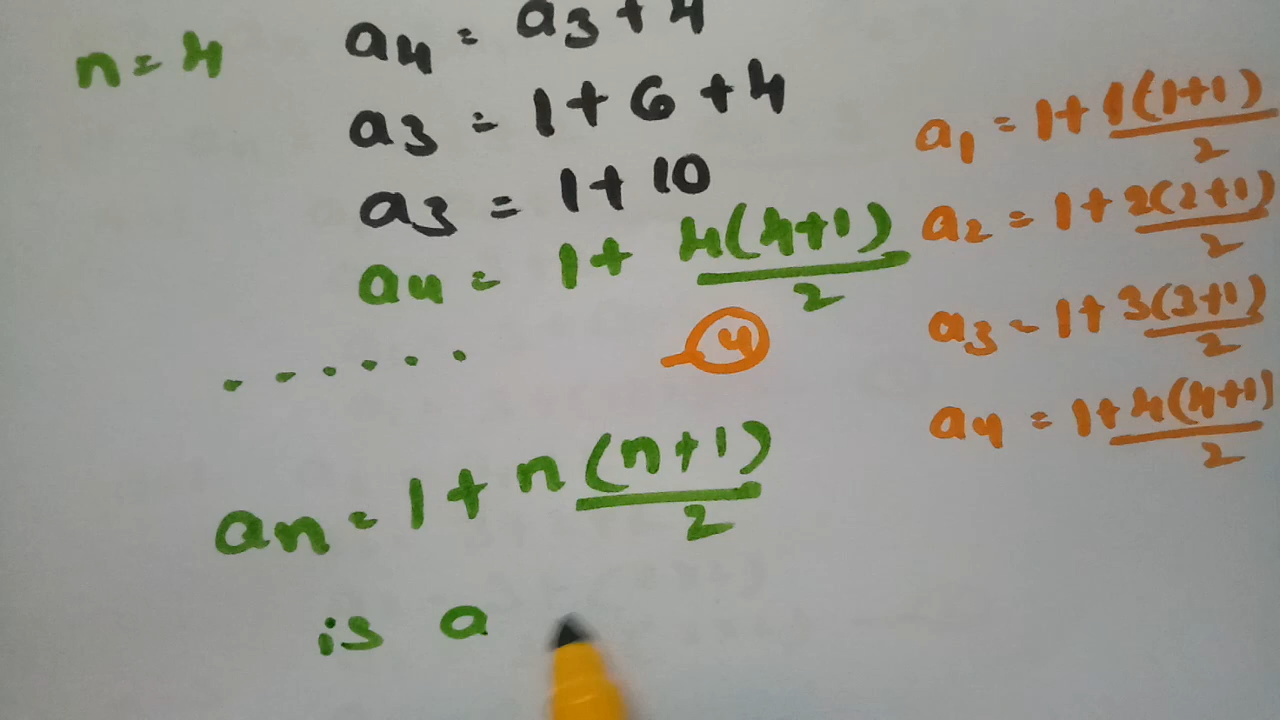 n = 4
a4 = a3 + 4
a3 = 1 + 6 + 4
a3 = 1 + 10
a4 = 1 + 4(4+1)/2
4
......
an = 1 + n(n+1)/2
is a
a1 = 1 + 1(1+1)/2
a2 = 1 + 2(2+1)/2
a3 = 1 + 3(3+1)/2
a4 = 1 + 4(4+1)/2